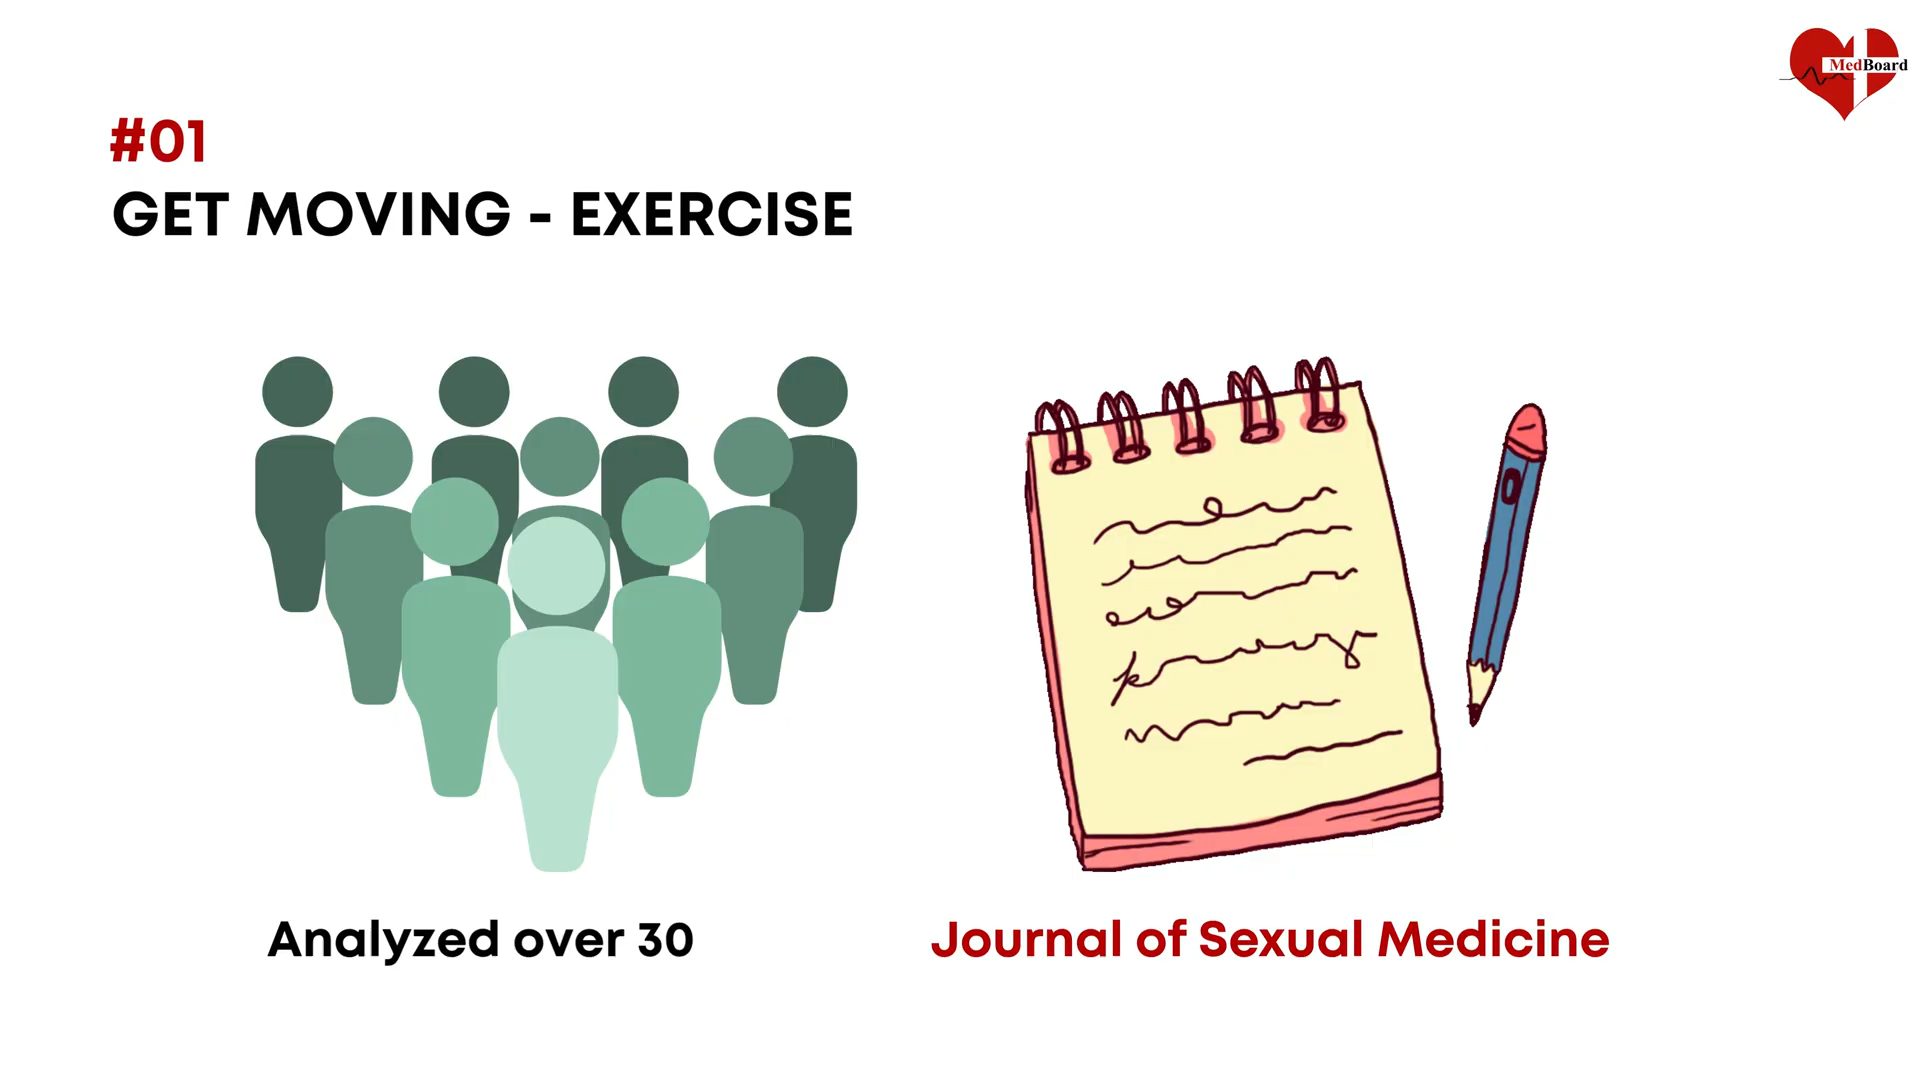 MedBoard
#01
GET MOVING - EXERCISE
Analyzed over 30
Journal of Sexual Medicine